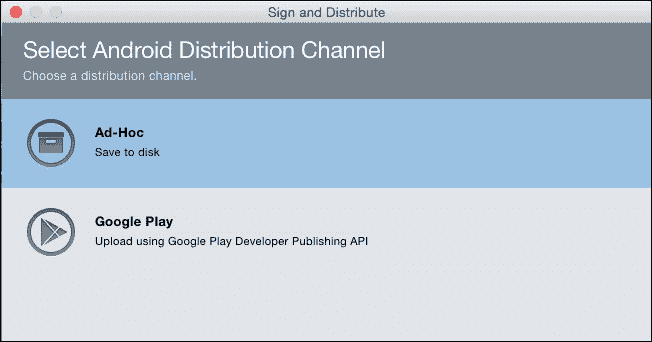 Sign and Distribute
Select Android Distribution Channel
Choose a distribution channel.
Ad-Hoc
Save to disk
Google Play
Upload using Google Play Developer Publishing API